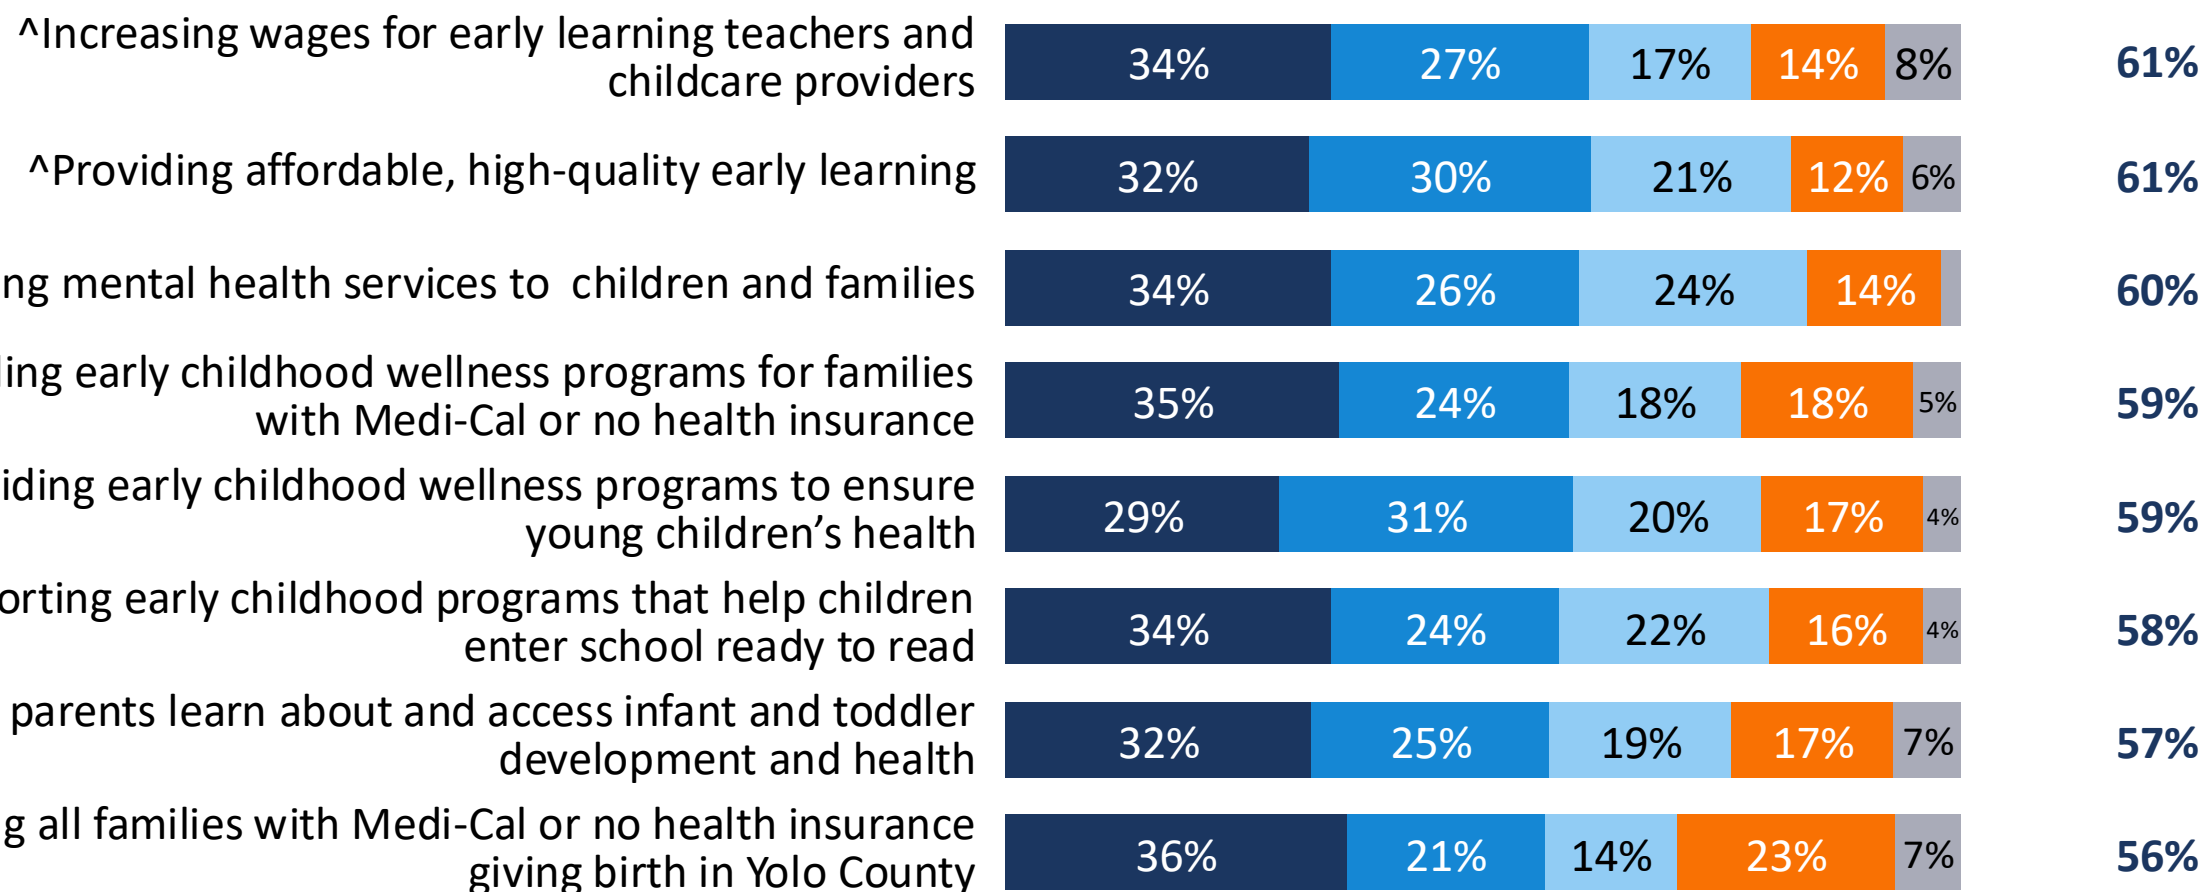 ^Increasing wages for early learning teachers and
childcare providers
34% 27% 17% 14% 8% 61%
^Providing affordable, high-quality early learning
32% 30% 21% 12% 6% 61%
ng mental health services to children and families
34% 26% 24% 14% 60%
ing early childhood wellness programs for families
with Medi-Cal or no health insurance
35% 24% 18% 18% 5% 59%
iding early childhood wellness programs to ensure
young children’s health
29% 31% 20% 17% 4% 59%
orting early childhood programs that help children
enter school ready to read
34% 24% 22% 16% 4% 58%
parents learn about and access infant and toddler
development and health
32% 25% 19% 17% 7% 57%
g all families with Medi-Cal or no health insurance
giving birth in Yolo County
36% 21% 14% 23% 7% 56%